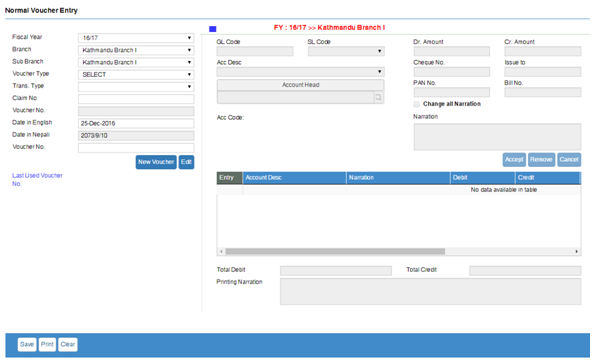 Normal Voucher Entry
FY : 16/17 >> Kathmandu Branch I
Fiscal Year 16/17
Branch Kathmandu Branch I
Sub Branch Kathmandu Branch I
Voucher Type SELECT
Trans. Type
Claim No
Voucher No.
Date in English 25-Dec-2016
Date in Nepali 2073/9/10
Voucher No.
New Voucher Edit
Last Used Voucher
No.
GL Code SL Code Dr. Amount Cr. Amount
Acc Desc Cheque No. Issue to
Account Head PAN No. Bill No.
Change all Narration
Acc Code: Narration
Accept Remove Cancel
Entry Account Desc Narration Debit Credit
No data available in table
Total Debit Total Credit
Printing Narration
Save Print Clear